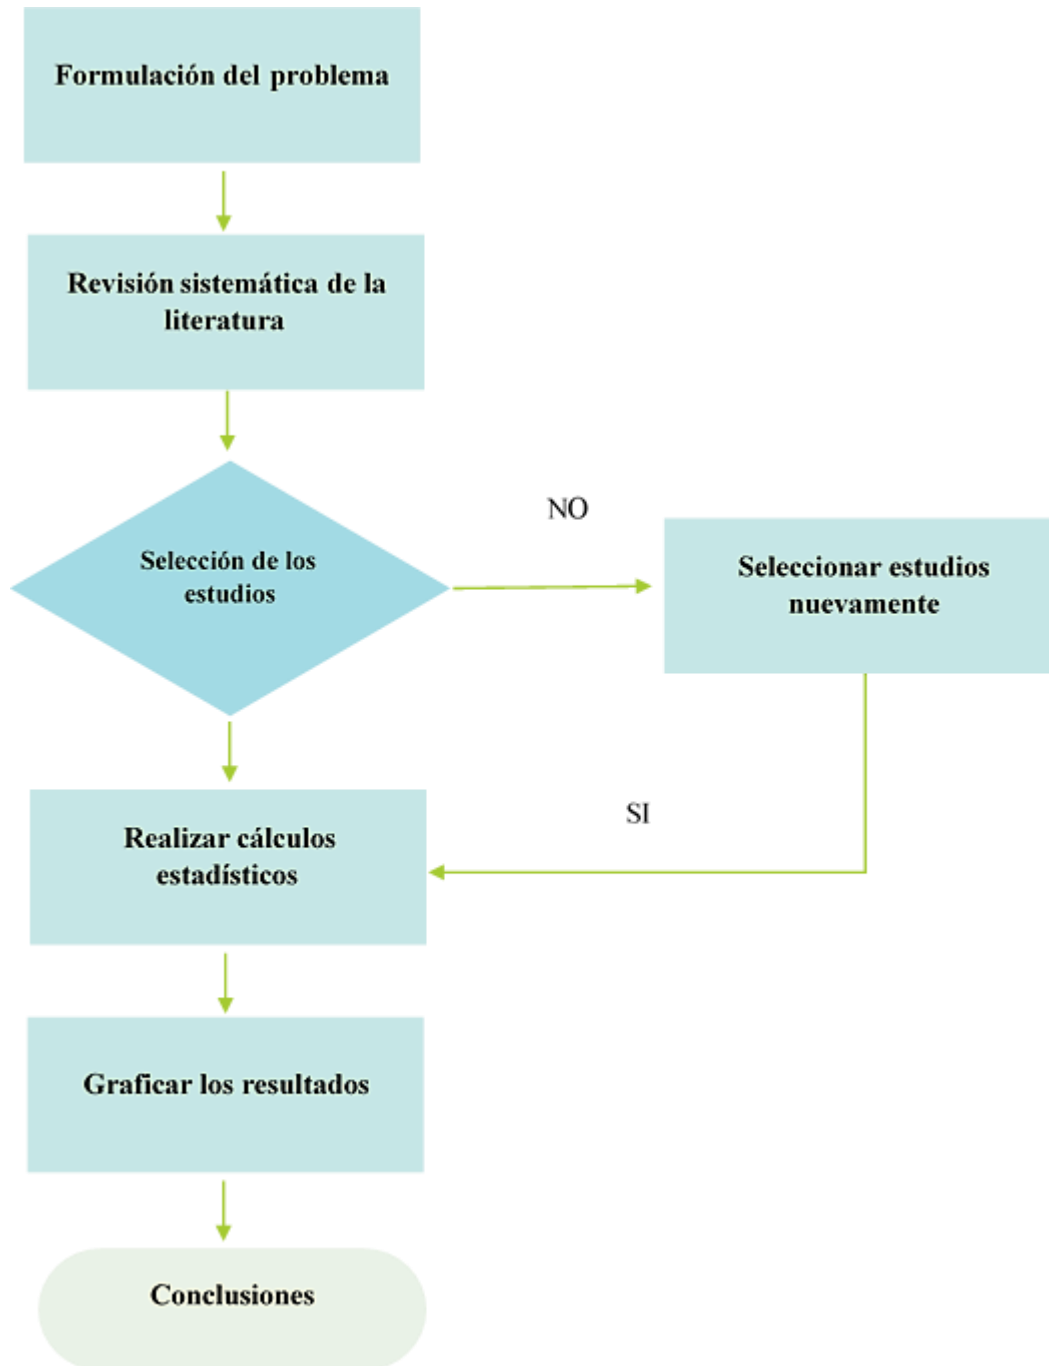 Formulación del problema
Revisión sistemática de la
literatura
Selección de los
estudios
NO
Seleccionar estudios
nuevamente
SI
Realizar cálculos
estadísticos
Graficar los resultados
Conclusiones